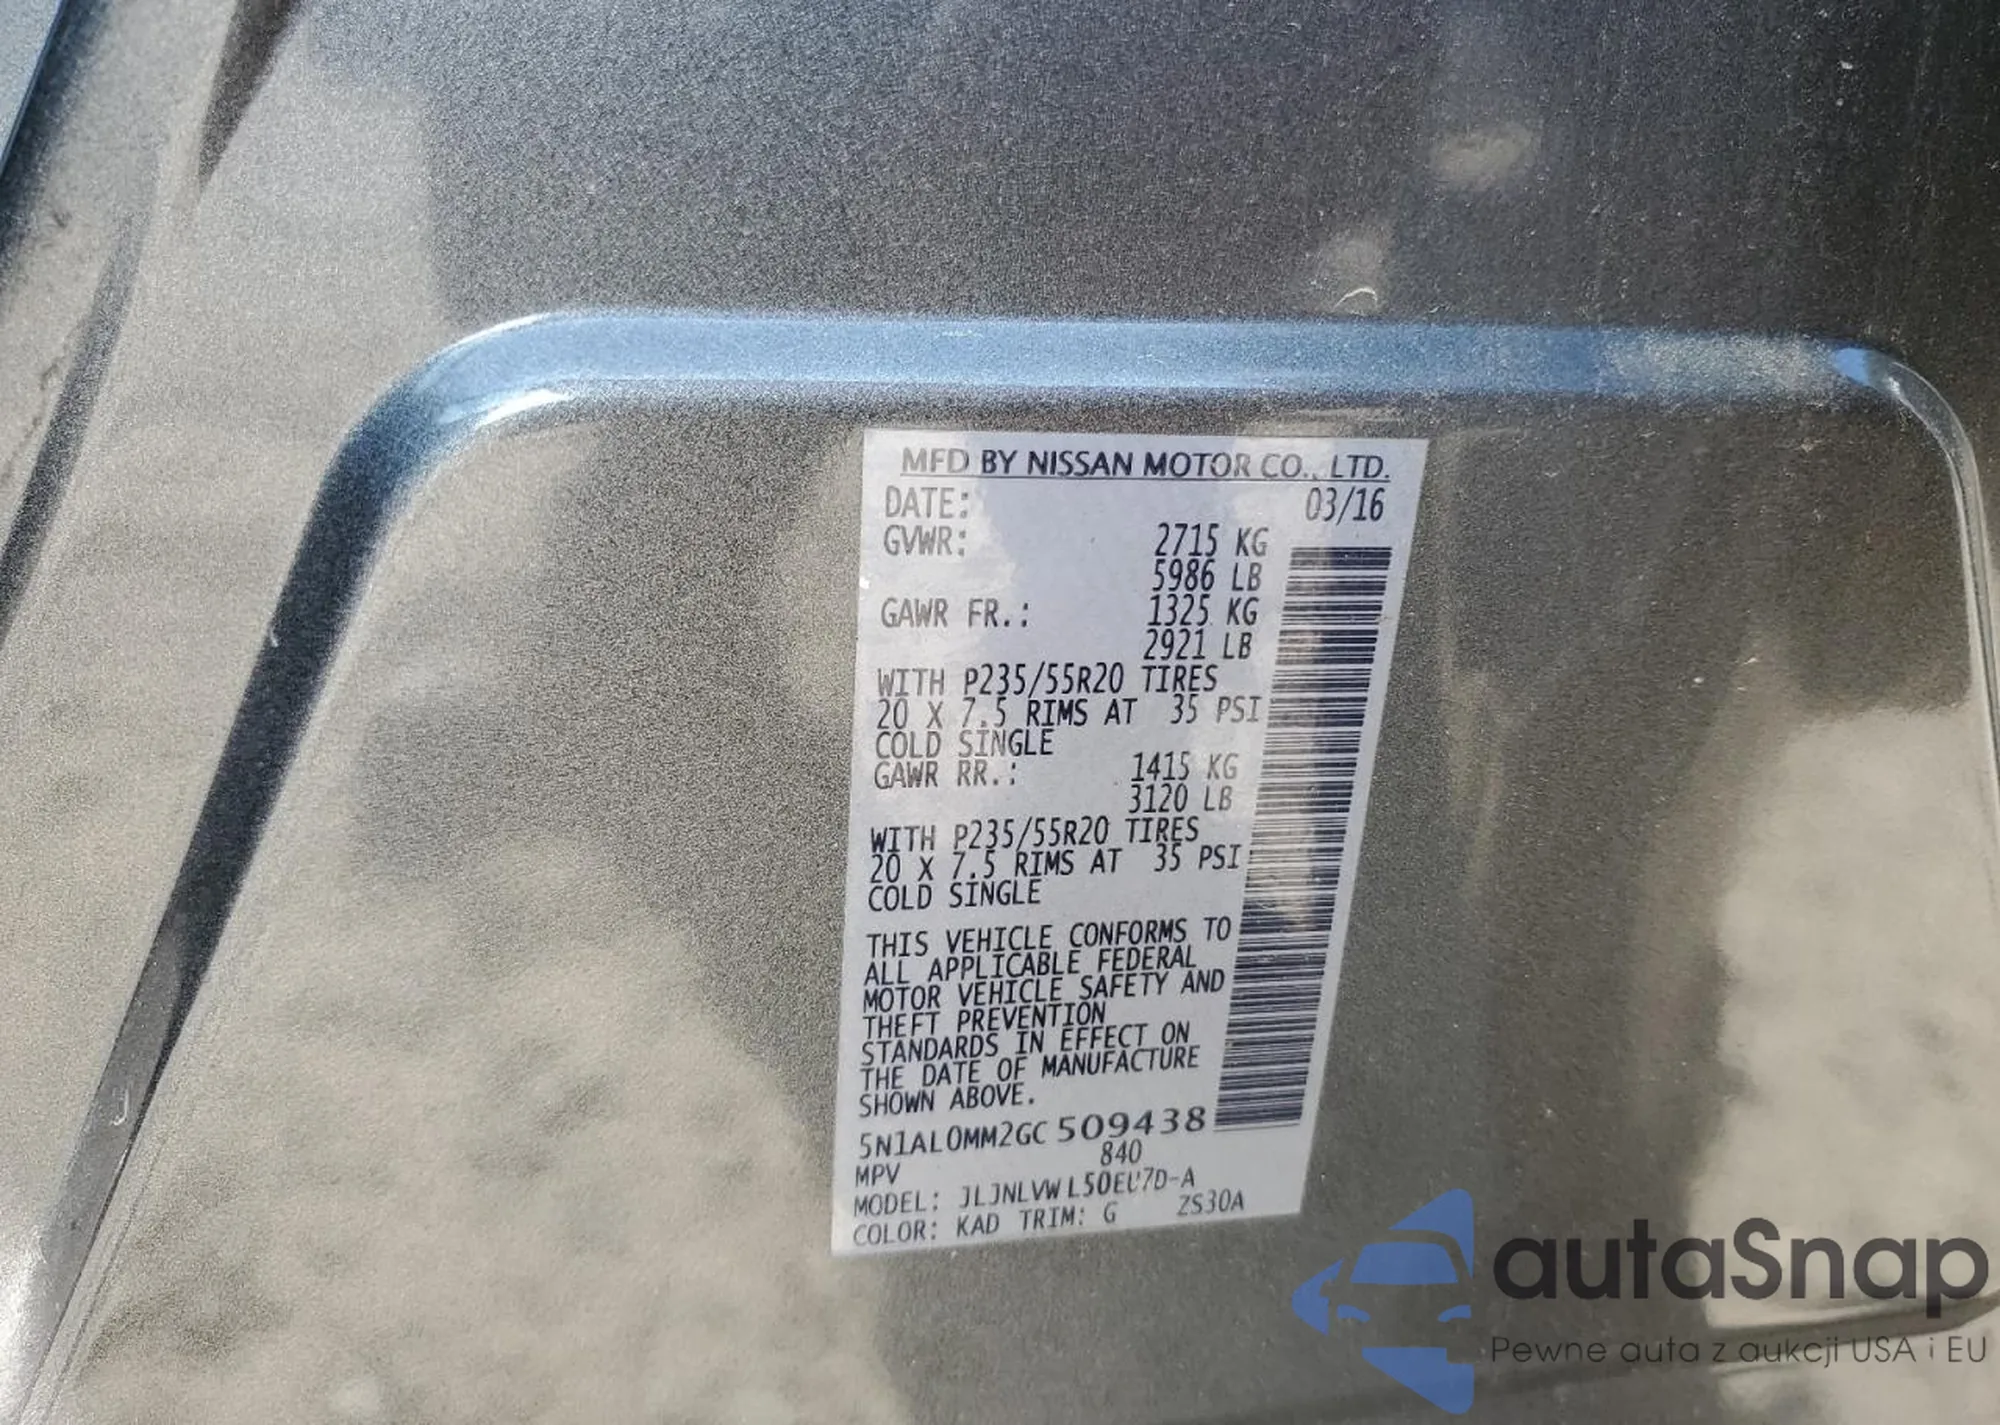 MFD BY NISSAN MOTOR CO., LTD.
DATE: 03/16
GVWR: 2715 KG
5986 LB
GAWR FR.: 1325 KG
2921 LB
WITH P235/55R20 TIRES
20 X 7.5 RIMS AT 35 PSI
COLD SINGLE
GAWR RR.: 1415 KG
3120 LB
WITH P235/55R20 TIRES
20 X 7.5 RIMS AT 35 PSI
COLD SINGLE
THIS VEHICLE CONFORMS TO
ALL APPLICABLE FEDERAL
MOTOR VEHICLE SAFETY AND
THEFT PREVENTION
STANDARDS IN EFFECT ON
THE DATE OF MANUFACTURE
SHOWN ABOVE.
5N1AL0MM2GC509438
MPV 840
MODEL: JLJNLVWL50EU7D-A
COLOR: KAD TRIM: G ZS30A
autaSnap
Pewne auta z aukcji USA i EU